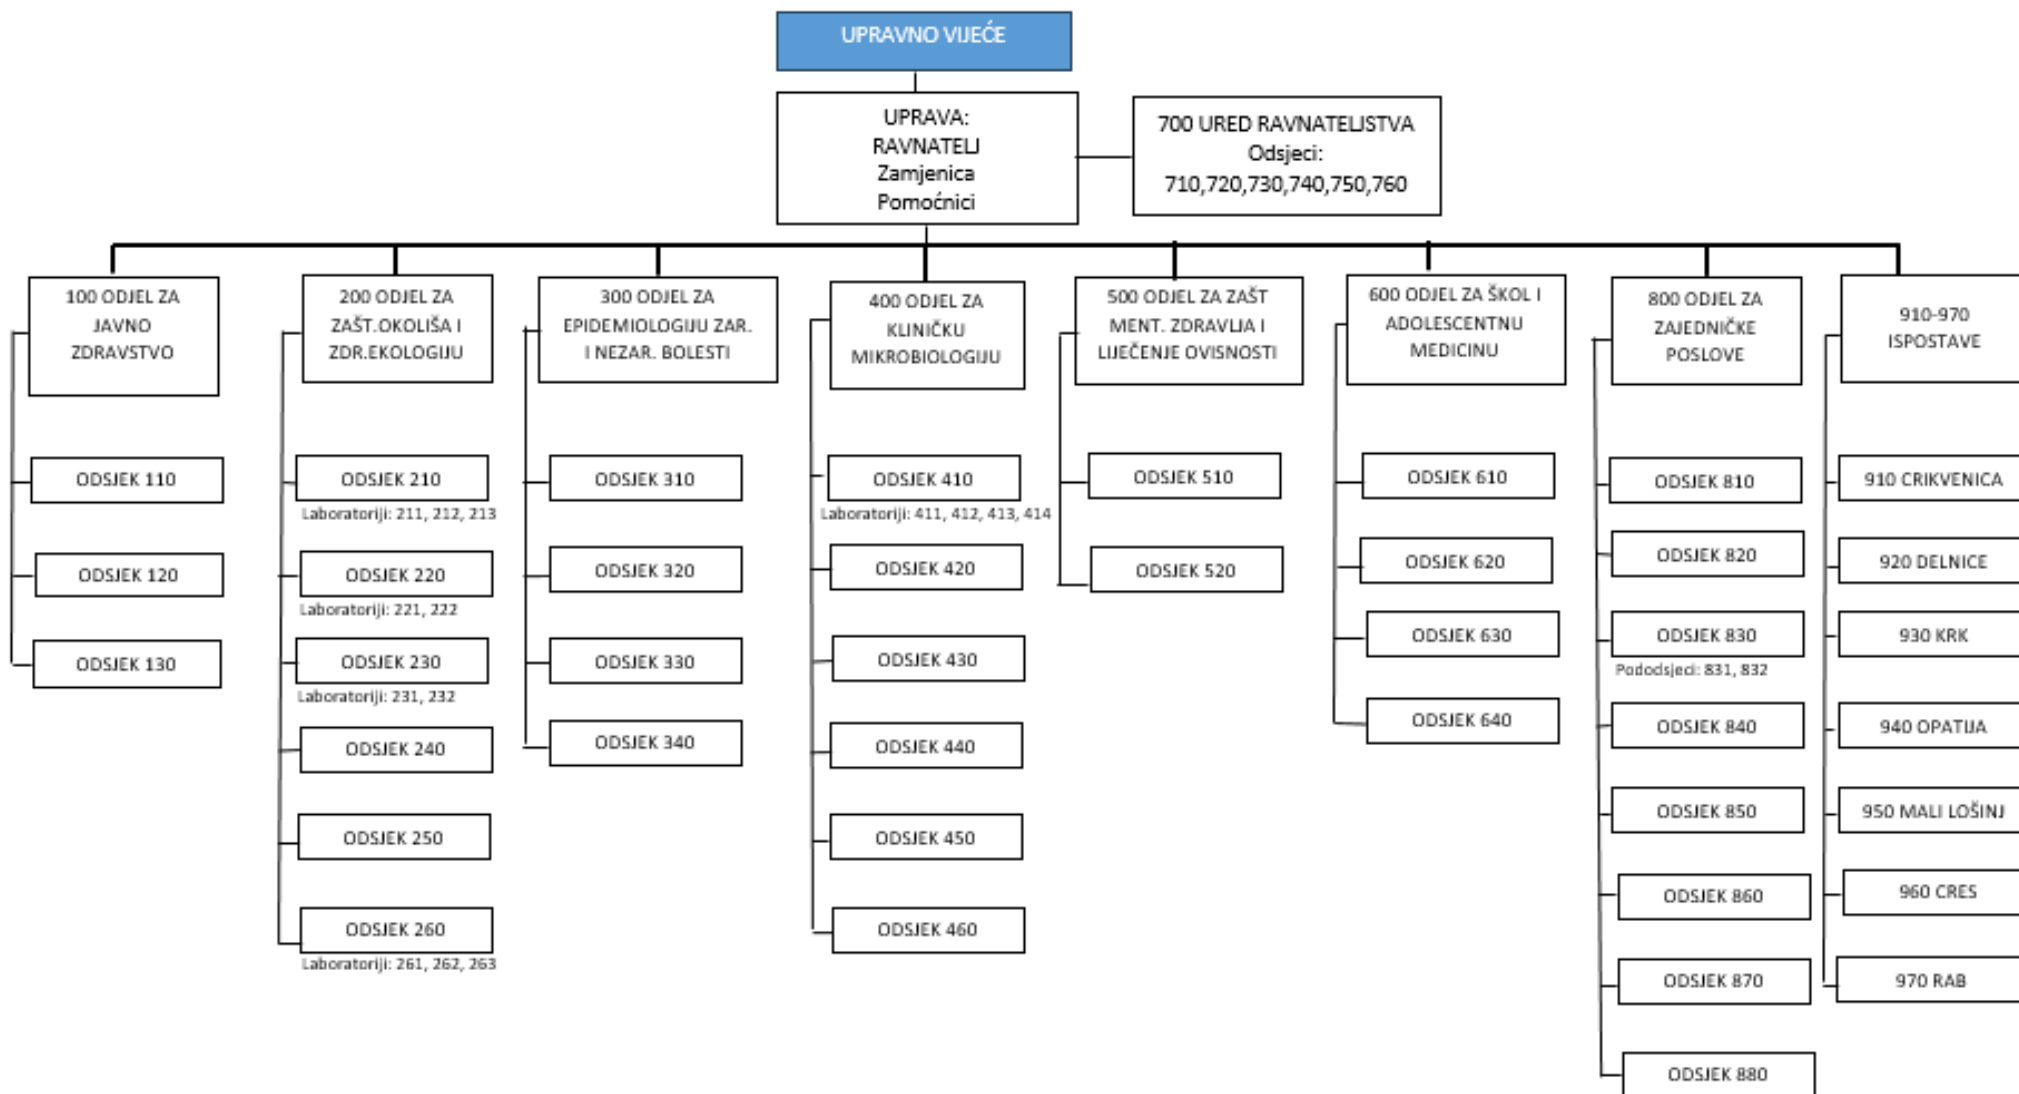 UPRAVNO VIJEĆE
UPRAVA:
RAVNATELJ
Zamjenica
Pomoćnici
700 URED RAVNATELJSTVA
Odsjeci:
710,720,730,740,750,760
100 ODJEL ZA
JAVNO
ZDRAVSTVO
ODSJEK 110
ODSJEK 120
ODSJEK 130
200 ODJEL ZA
ZAŠT.OKOLIŠA I
ZDR.EKOLOGIJU
ODSJEK 210
Laboratoriji: 211, 212, 213
ODSJEK 220
Laboratoriji: 221, 222
ODSJEK 230
Laboratoriji: 231, 232
ODSJEK 240
ODSJEK 250
ODSJEK 260
Laboratoriji: 261, 262, 263
300 ODJEL ZA
EPIDEMIOLOGIJU ZAR.
I NEZAR. BOLESTI
ODSJEK 310
ODSJEK 320
ODSJEK 330
ODSJEK 340
400 ODJEL ZA
KLINIČKU
MIKROBIOLOGIJU
ODSJEK 410
Laboratoriji: 411, 412, 413, 414
ODSJEK 420
ODSJEK 430
ODSJEK 440
ODSJEK 450
ODSJEK 460
500 ODJEL ZA ZAŠT
MENT. ZDRAVLJA I
LIJEČENJE OVISNOSTI
ODSJEK 510
ODSJEK 520
600 ODJEL ZA ŠKOL I
ADOLESCENTNU
MEDICINU
ODSJEK 610
ODSJEK 620
ODSJEK 630
ODSJEK 640
800 ODJEL ZA
ZAJEDNIČKE
POSLOVE
ODSJEK 810
ODSJEK 820
ODSJEK 830
Pododsjeci: 831, 832
ODSJEK 840
ODSJEK 850
ODSJEK 860
ODSJEK 870
ODSJEK 880
910-970
ISPOSTAVE
910 CRIKVENICA
920 DELNICE
930 KRK
940 OPATIJA
950 MALI LOŠINJ
960 CRES
970 RAB